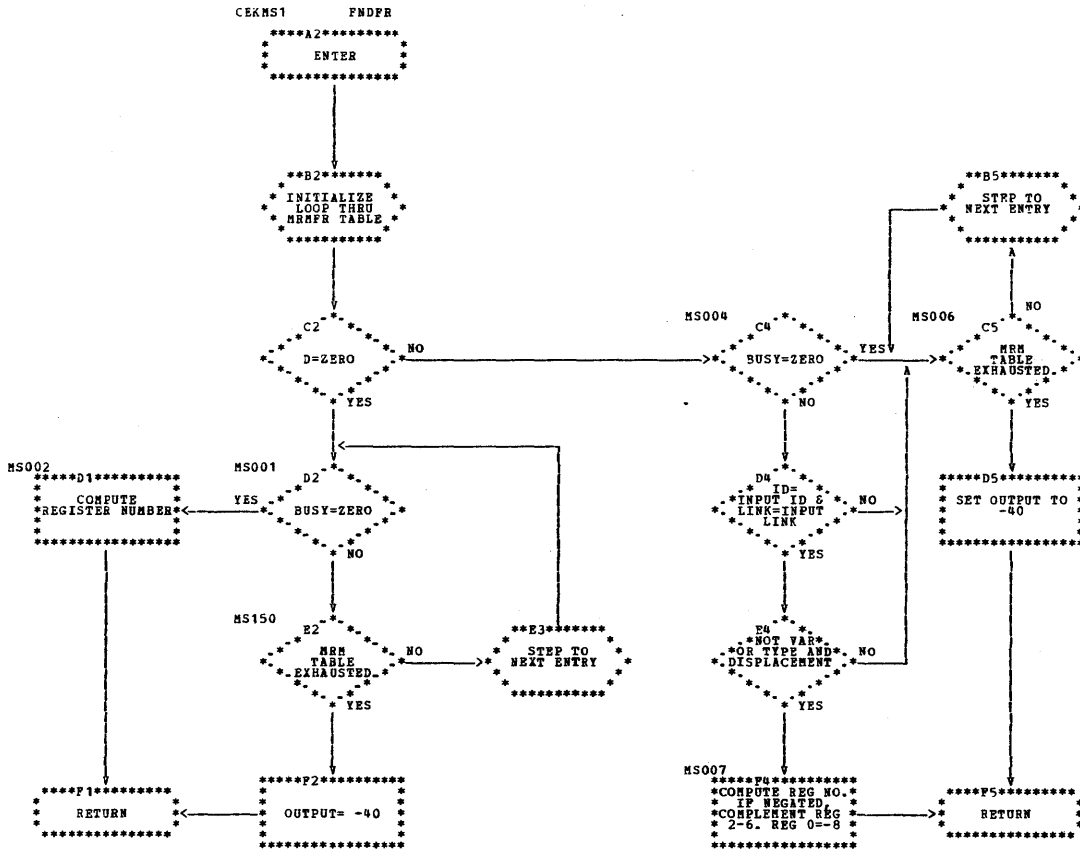 CEKMS1 FNDFR
A2
ENTER
B2
INITIALIZE
LOOP THRU
MRMFR TABLE
B5
STEP TO
NEXT ENTRY
C2
D=ZERO
NO
YES
MS004
C4
BUSY=ZERO
YES
NO
MS006
C5
MRM
TABLE
EXHAUSTED
NO
YES
MS002
D1
COMPUTE
REGISTER NUMBER
MS001
D2
BUSY=ZERO
YES
NO
D4
ID=
INPUT ID &
LINK=INPUT
LINK
NO
YES
D5
SET OUTPUT TO
-40
MS150
E2
MRM
TABLE
EXHAUSTED
NO
YES
E3
STEP TO
NEXT ENTRY
E4
NOT VAR
OR TYPE AND
DISPLACEMENT
NO
YES
F1
RETURN
F2
OUTPUT= -40
MS007
F4
COMPUTE REG NO.
IF NEGATED,
COMPLEMENT REG
2-6. REG 0=-8
F5
RETURN